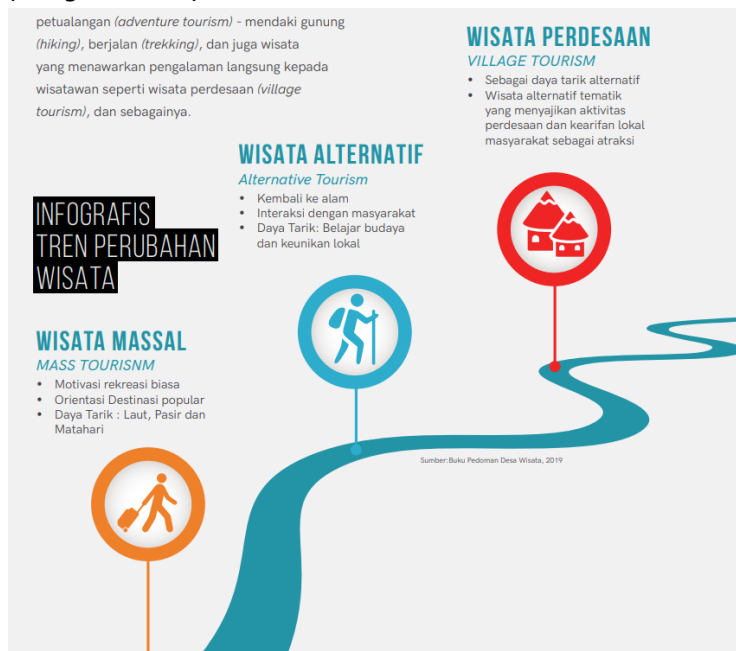 petualangan (adventure tourism) - mendaki gunung
(hiking), berjalan (trekking), dan juga wisata
yang menawarkan pengalaman langsung kepada
wisatawan seperti wisata perdesaan (village
tourism), dan sebagainya.
WISATA PERDESAAN
VILLAGE TOURISM
• Sebagai daya tarik alternatif
• Wisata alternatif tematik
yang menyajikan aktivitas
perdesaan dan kearifan lokal
masyarakat sebagai atraksi
WISATA ALTERNATIF
Alternative Tourism
• Kembali ke alam
• Interaksi dengan masyarakat
• Daya Tarik: Belajar budaya
dan keunikan lokal
INFOGRAFIS
TREN PERUBAHAN
WISATA
WISATA MASSAL
MASS TOURISNM
• Motivasi rekreasi biasa
• Orientasi Destinasi popular
• Daya Tarik : Laut, Pasir dan
Matahari
Sumber:Buku Pedoman Desa Wisata, 2019